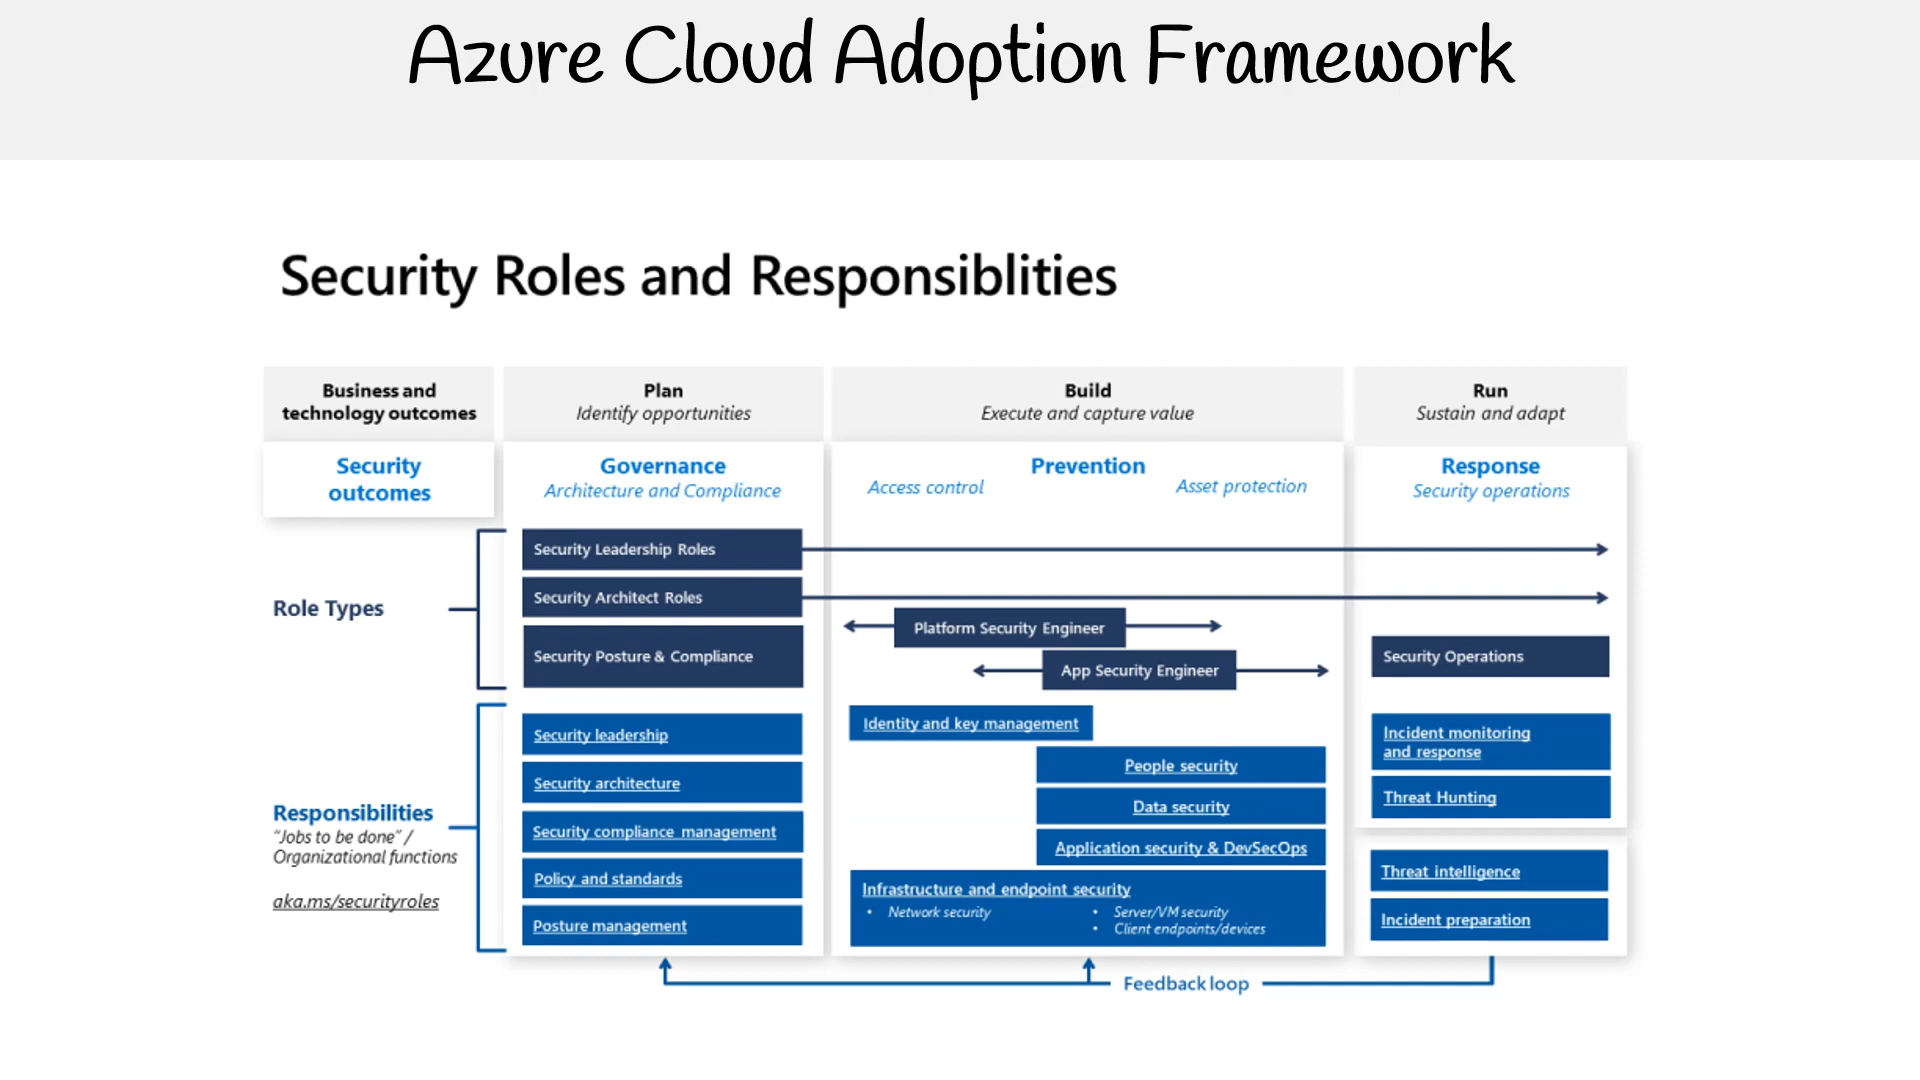 Azure Cloud Adoption Framework
Security Roles and Responsiblities
Business and
technology outcomes
Plan
Identify opportunities
Build
Execute and capture value
Run
Sustain and adapt
Security
outcomes
Governance
Architecture and Compliance
Prevention
Access control
Asset protection
Response
Security operations
Role Types
Security Leadership Roles
Security Architect Roles
Security Posture & Compliance
Platform Security Engineer
App Security Engineer
Security Operations
Responsibilities
"Jobs to be done" /
Organizational functions
aka.ms/securityroles
Security leadership
Security architecture
Security compliance management
Policy and standards
Posture management
Identity and key management
People security
Data security
Application security & DevSecOps
Infrastructure and endpoint security
• Network security
• Server/VM security
• Client endpoints/devices
Incident monitoring
and response
Threat Hunting
Threat intelligence
Incident preparation
Feedback loop